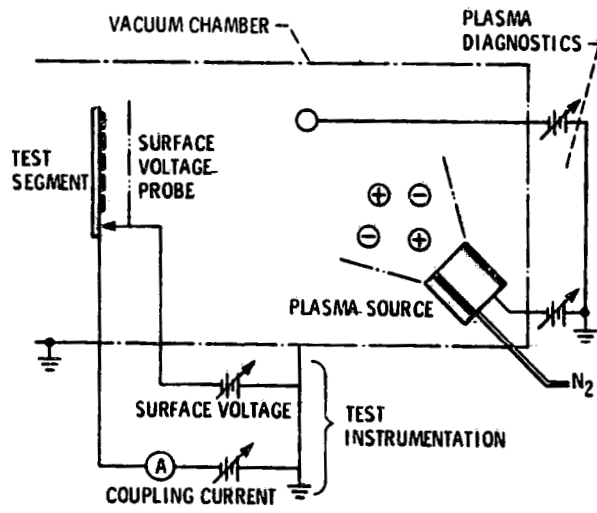 VACUUM CHAMBER
PLASMA
DIAGNOSTICS
TEST
SEGMENT
SURFACE
VOLTAGE
PROBE
PLASMA SOURCE
N2
SURFACE VOLTAGE
TEST
INSTRUMENTATION
A
COUPLING CURRENT